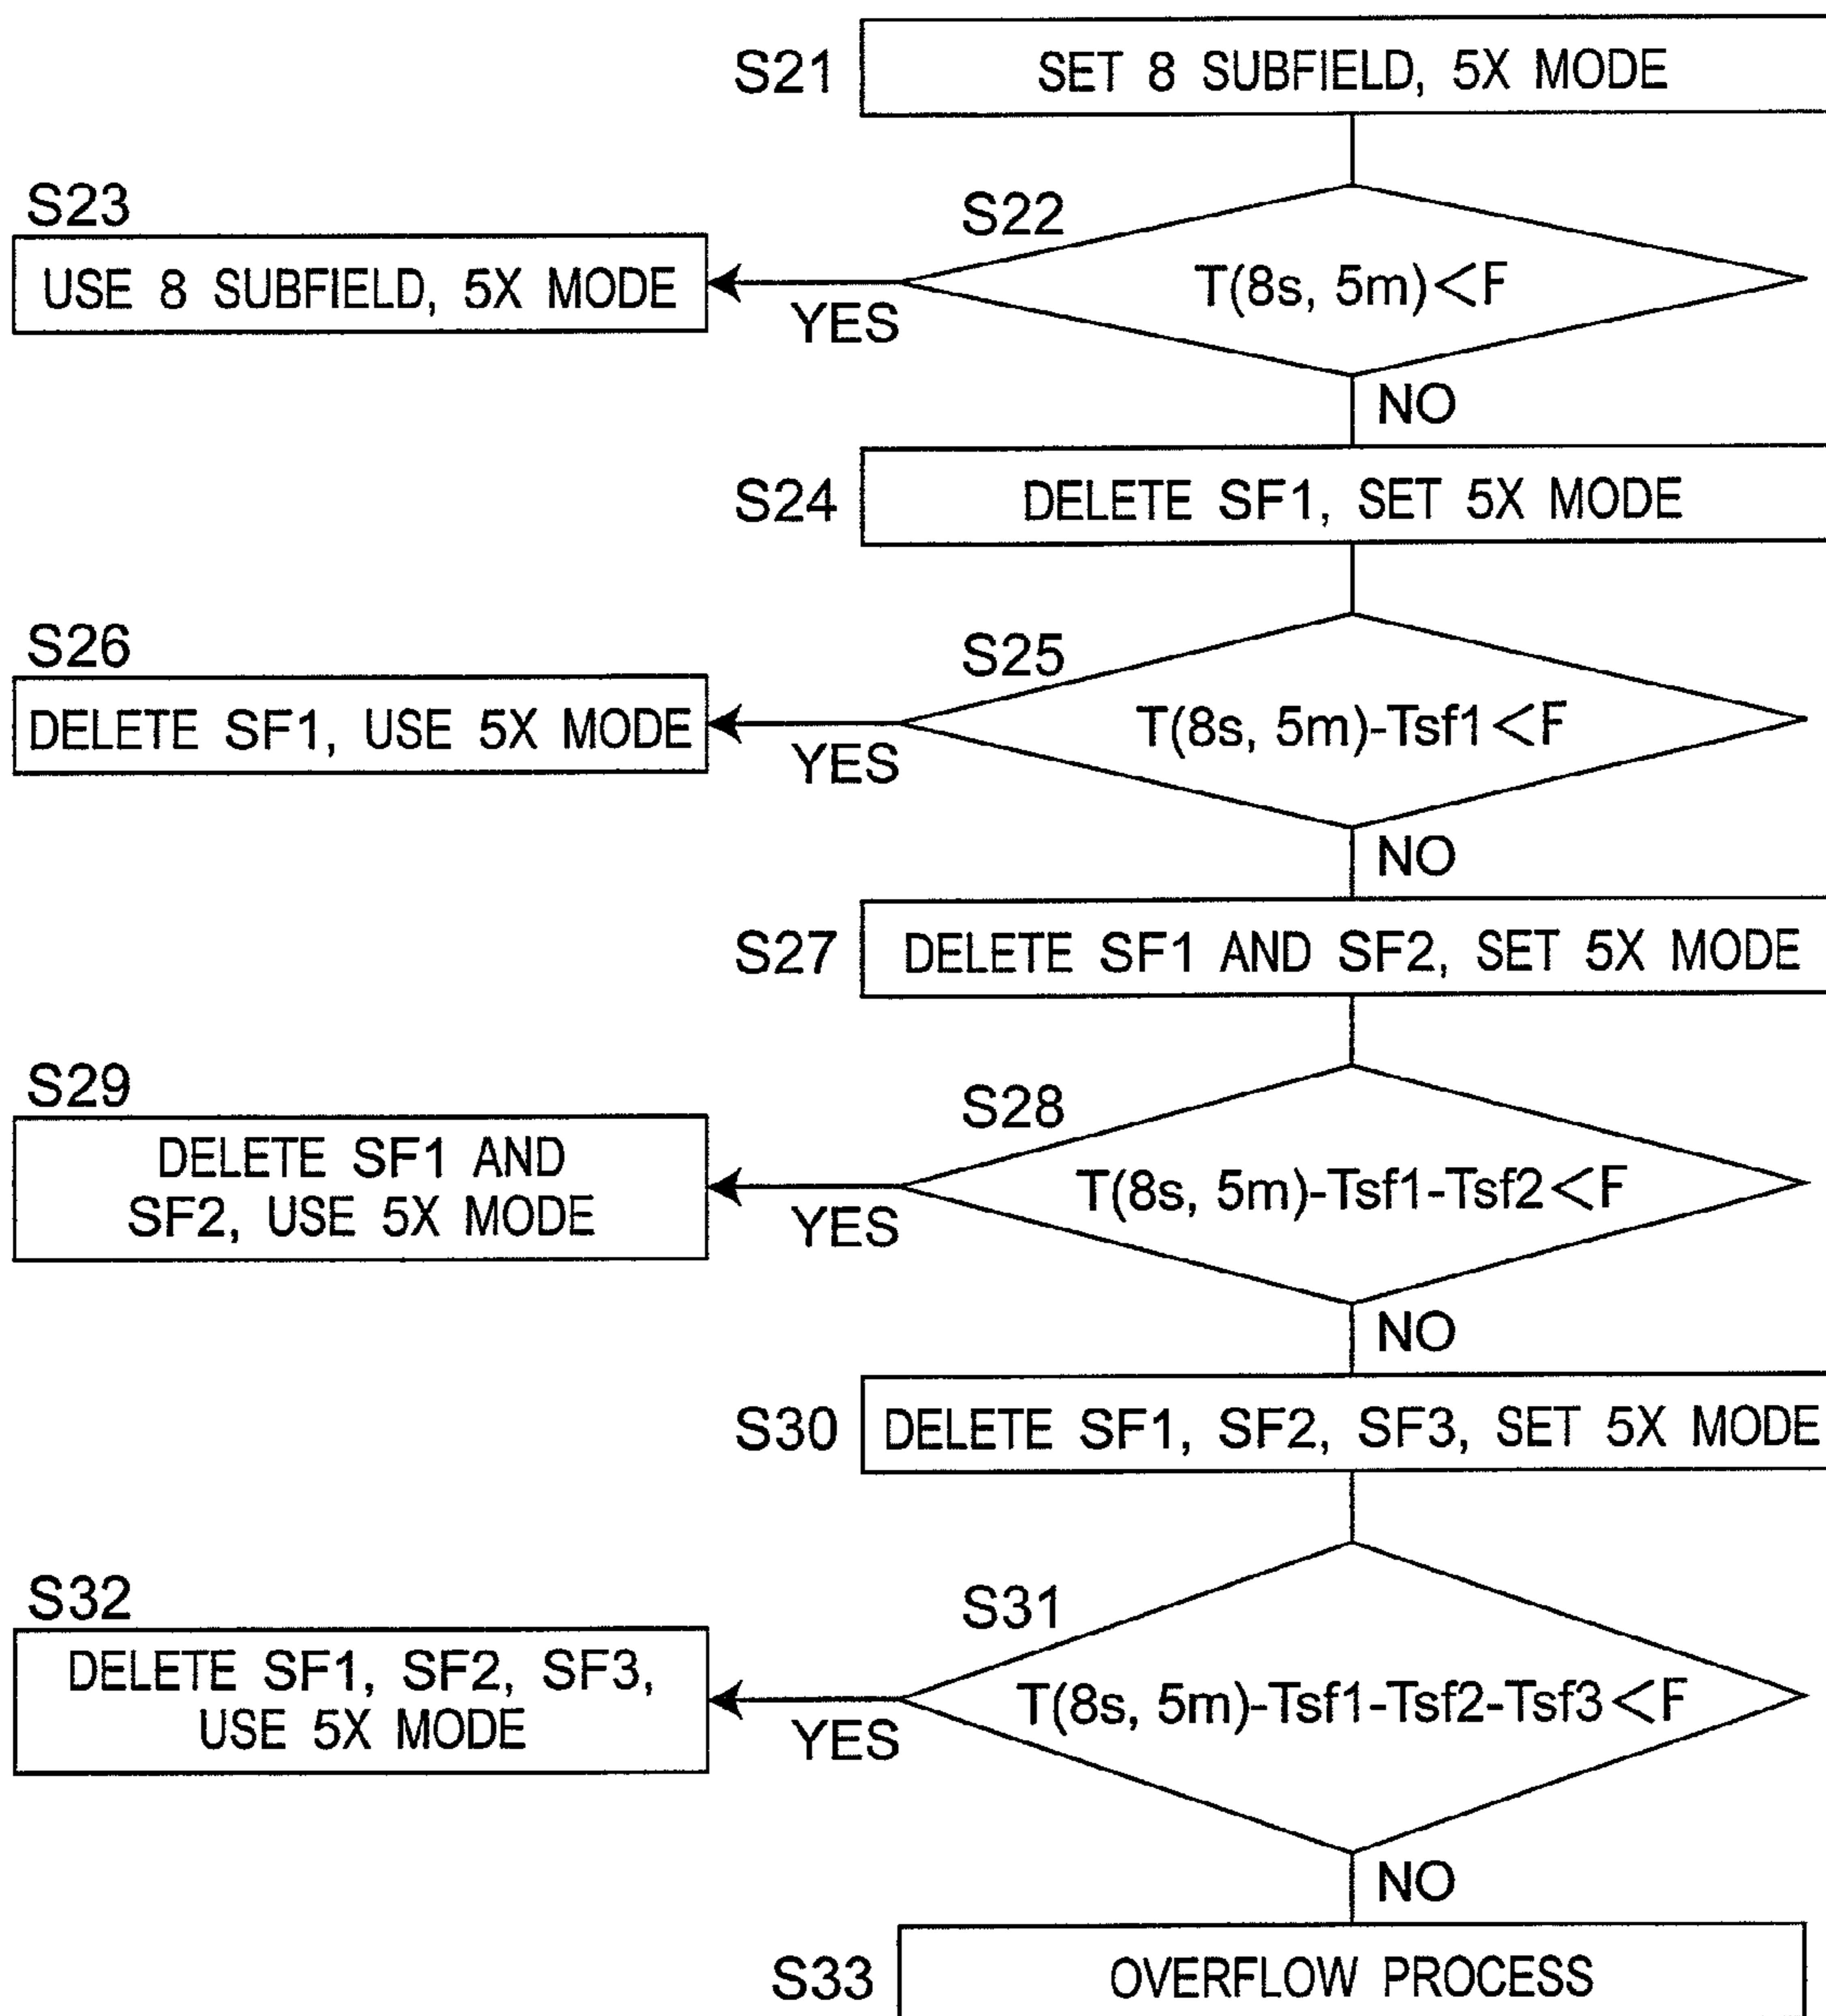 S21
SET 8 SUBFIELD, 5X MODE
S23
USE 8 SUBFIELD, 5X MODE
S22
T(8s, 5m)<F
YES
NO
S24
DELETE SF1, SET 5X MODE
S26
DELETE SF1, USE 5X MODE
S25
T(8s, 5m)-Tsf1<F
YES
NO
S27
DELETE SF1 AND SF2, SET 5X MODE
S29
DELETE SF1 AND
SF2, USE 5X MODE
S28
T(8s, 5m)-Tsf1-Tsf2<F
YES
NO
S30
DELETE SF1, SF2, SF3, SET 5X MODE
S32
DELETE SF1, SF2, SF3,
USE 5X MODE
S31
T(8s, 5m)-Tsf1-Tsf2-Tsf3<F
YES
NO
S33
OVERFLOW PROCESS